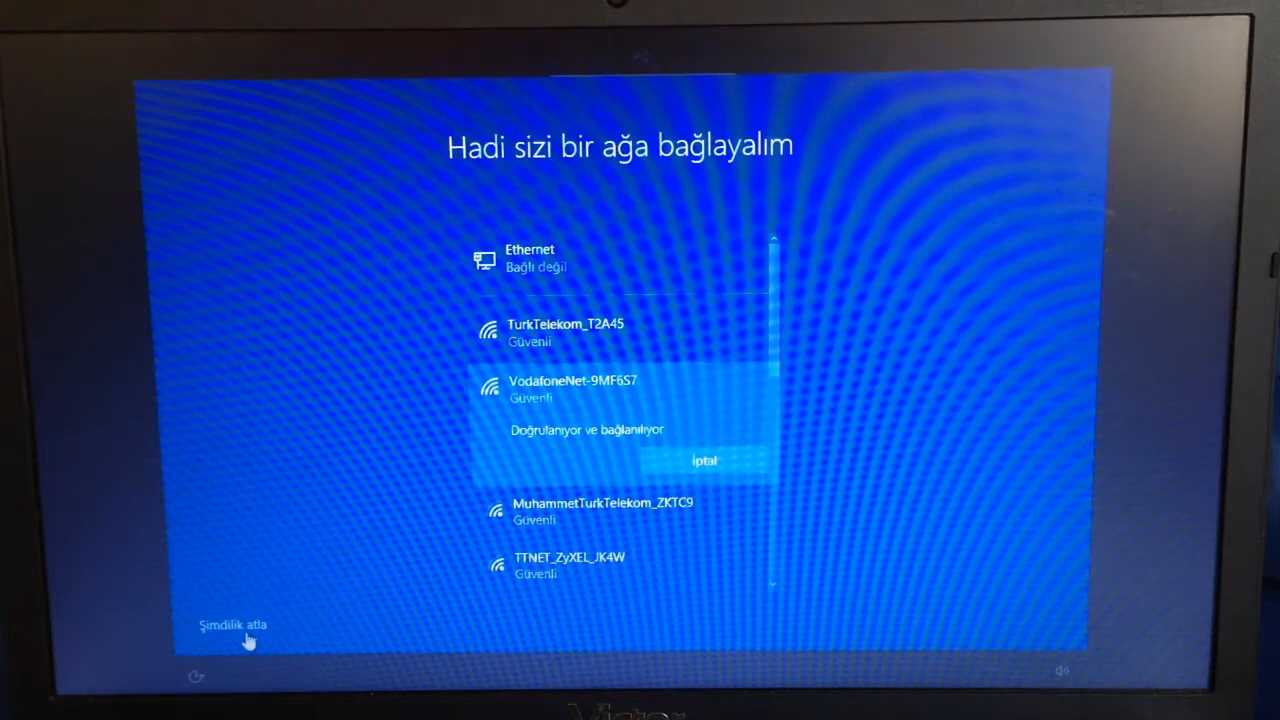 Ağ
Hadi sizi bir ağa bağlayalım
Ethernet
Bağlı değil
TurkTelekom_T2A45
Güvenli
VodafoneNet-9MF6S7
Güvenli
Doğrulanıyor ve bağlanılıyor
İptal
MuhammetTurkTelekom_ZKTC9
Güvenli
TTNET_ZyXEL_JK4W
Güvenli
Şimdilik atla